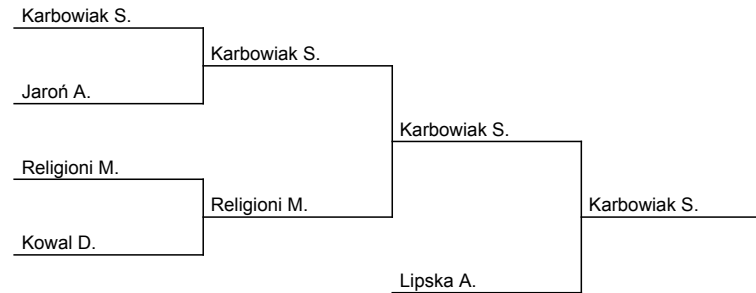 Karbowiak S.
Karbowiak S.
Jaroń A.
Karbowiak S.
Religioni M.
Religioni M.
Karbowiak S.
Kowal D.
Lipska A.